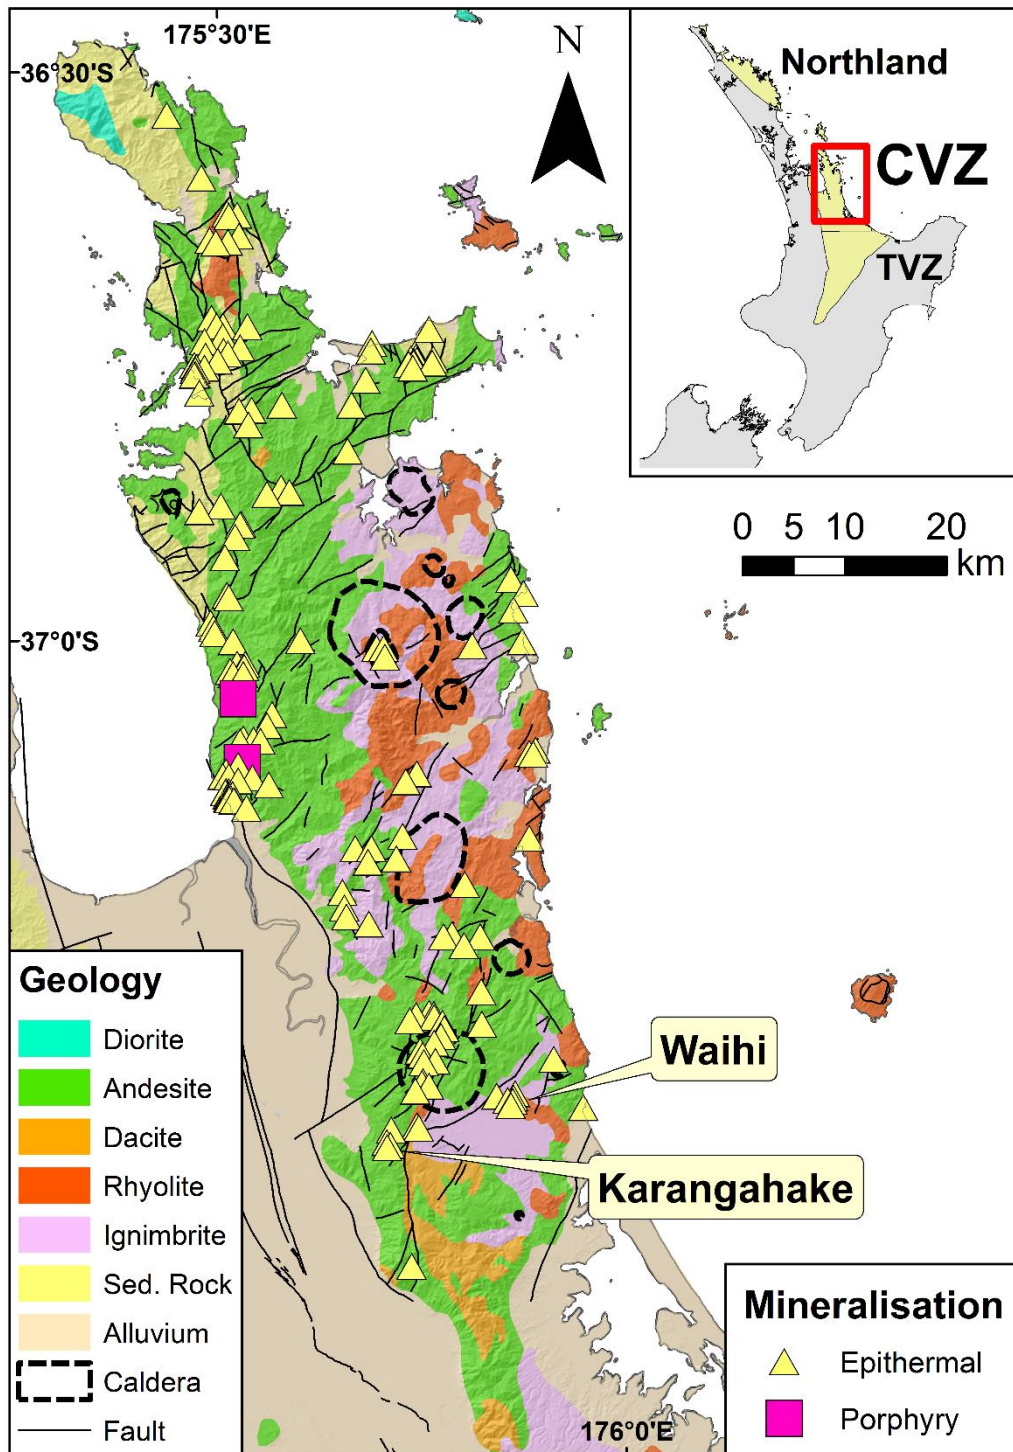 175°30'E
36°30'S
N
Northland
CVZ
TVZ
0 5 10 20
km
37°0'S
Waihi
Karangahake
Geology
Diorite
Andesite
Dacite
Rhyolite
Ignimbrite
Sed. Rock
Alluvium
Caldera
Fault
176°0'E
Mineralisation
Epithermal
Porphyry